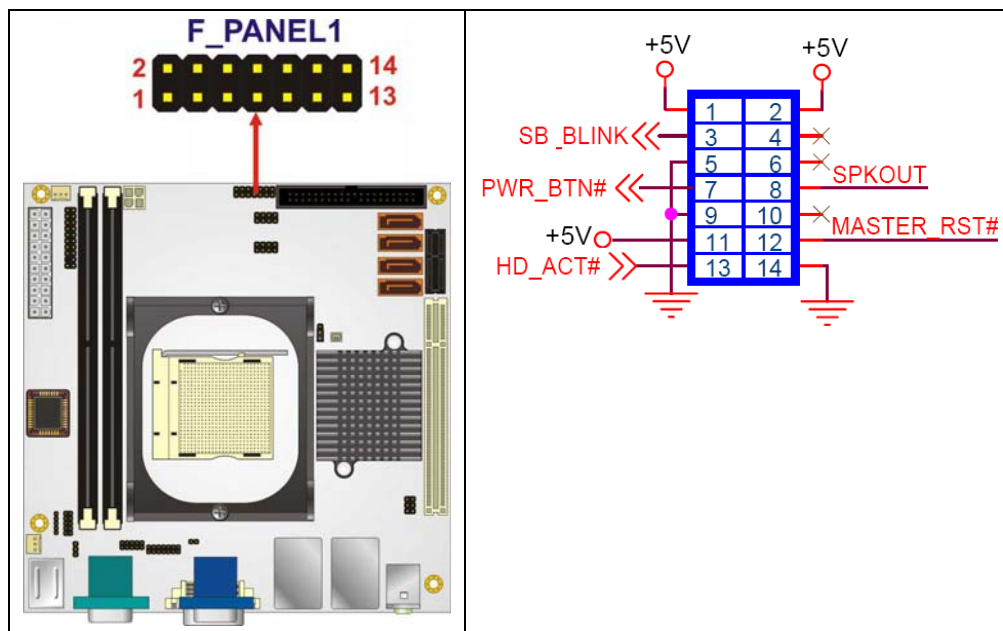 F_PANEL1
2 14
1 13
+5V +5V
1 2
SB_BLINK 3 4
5 6
PWR_BTN# 7 8 SPKOUT
9 10
+5V 11 12 MASTER_RST#
HD_ACT# 13 14